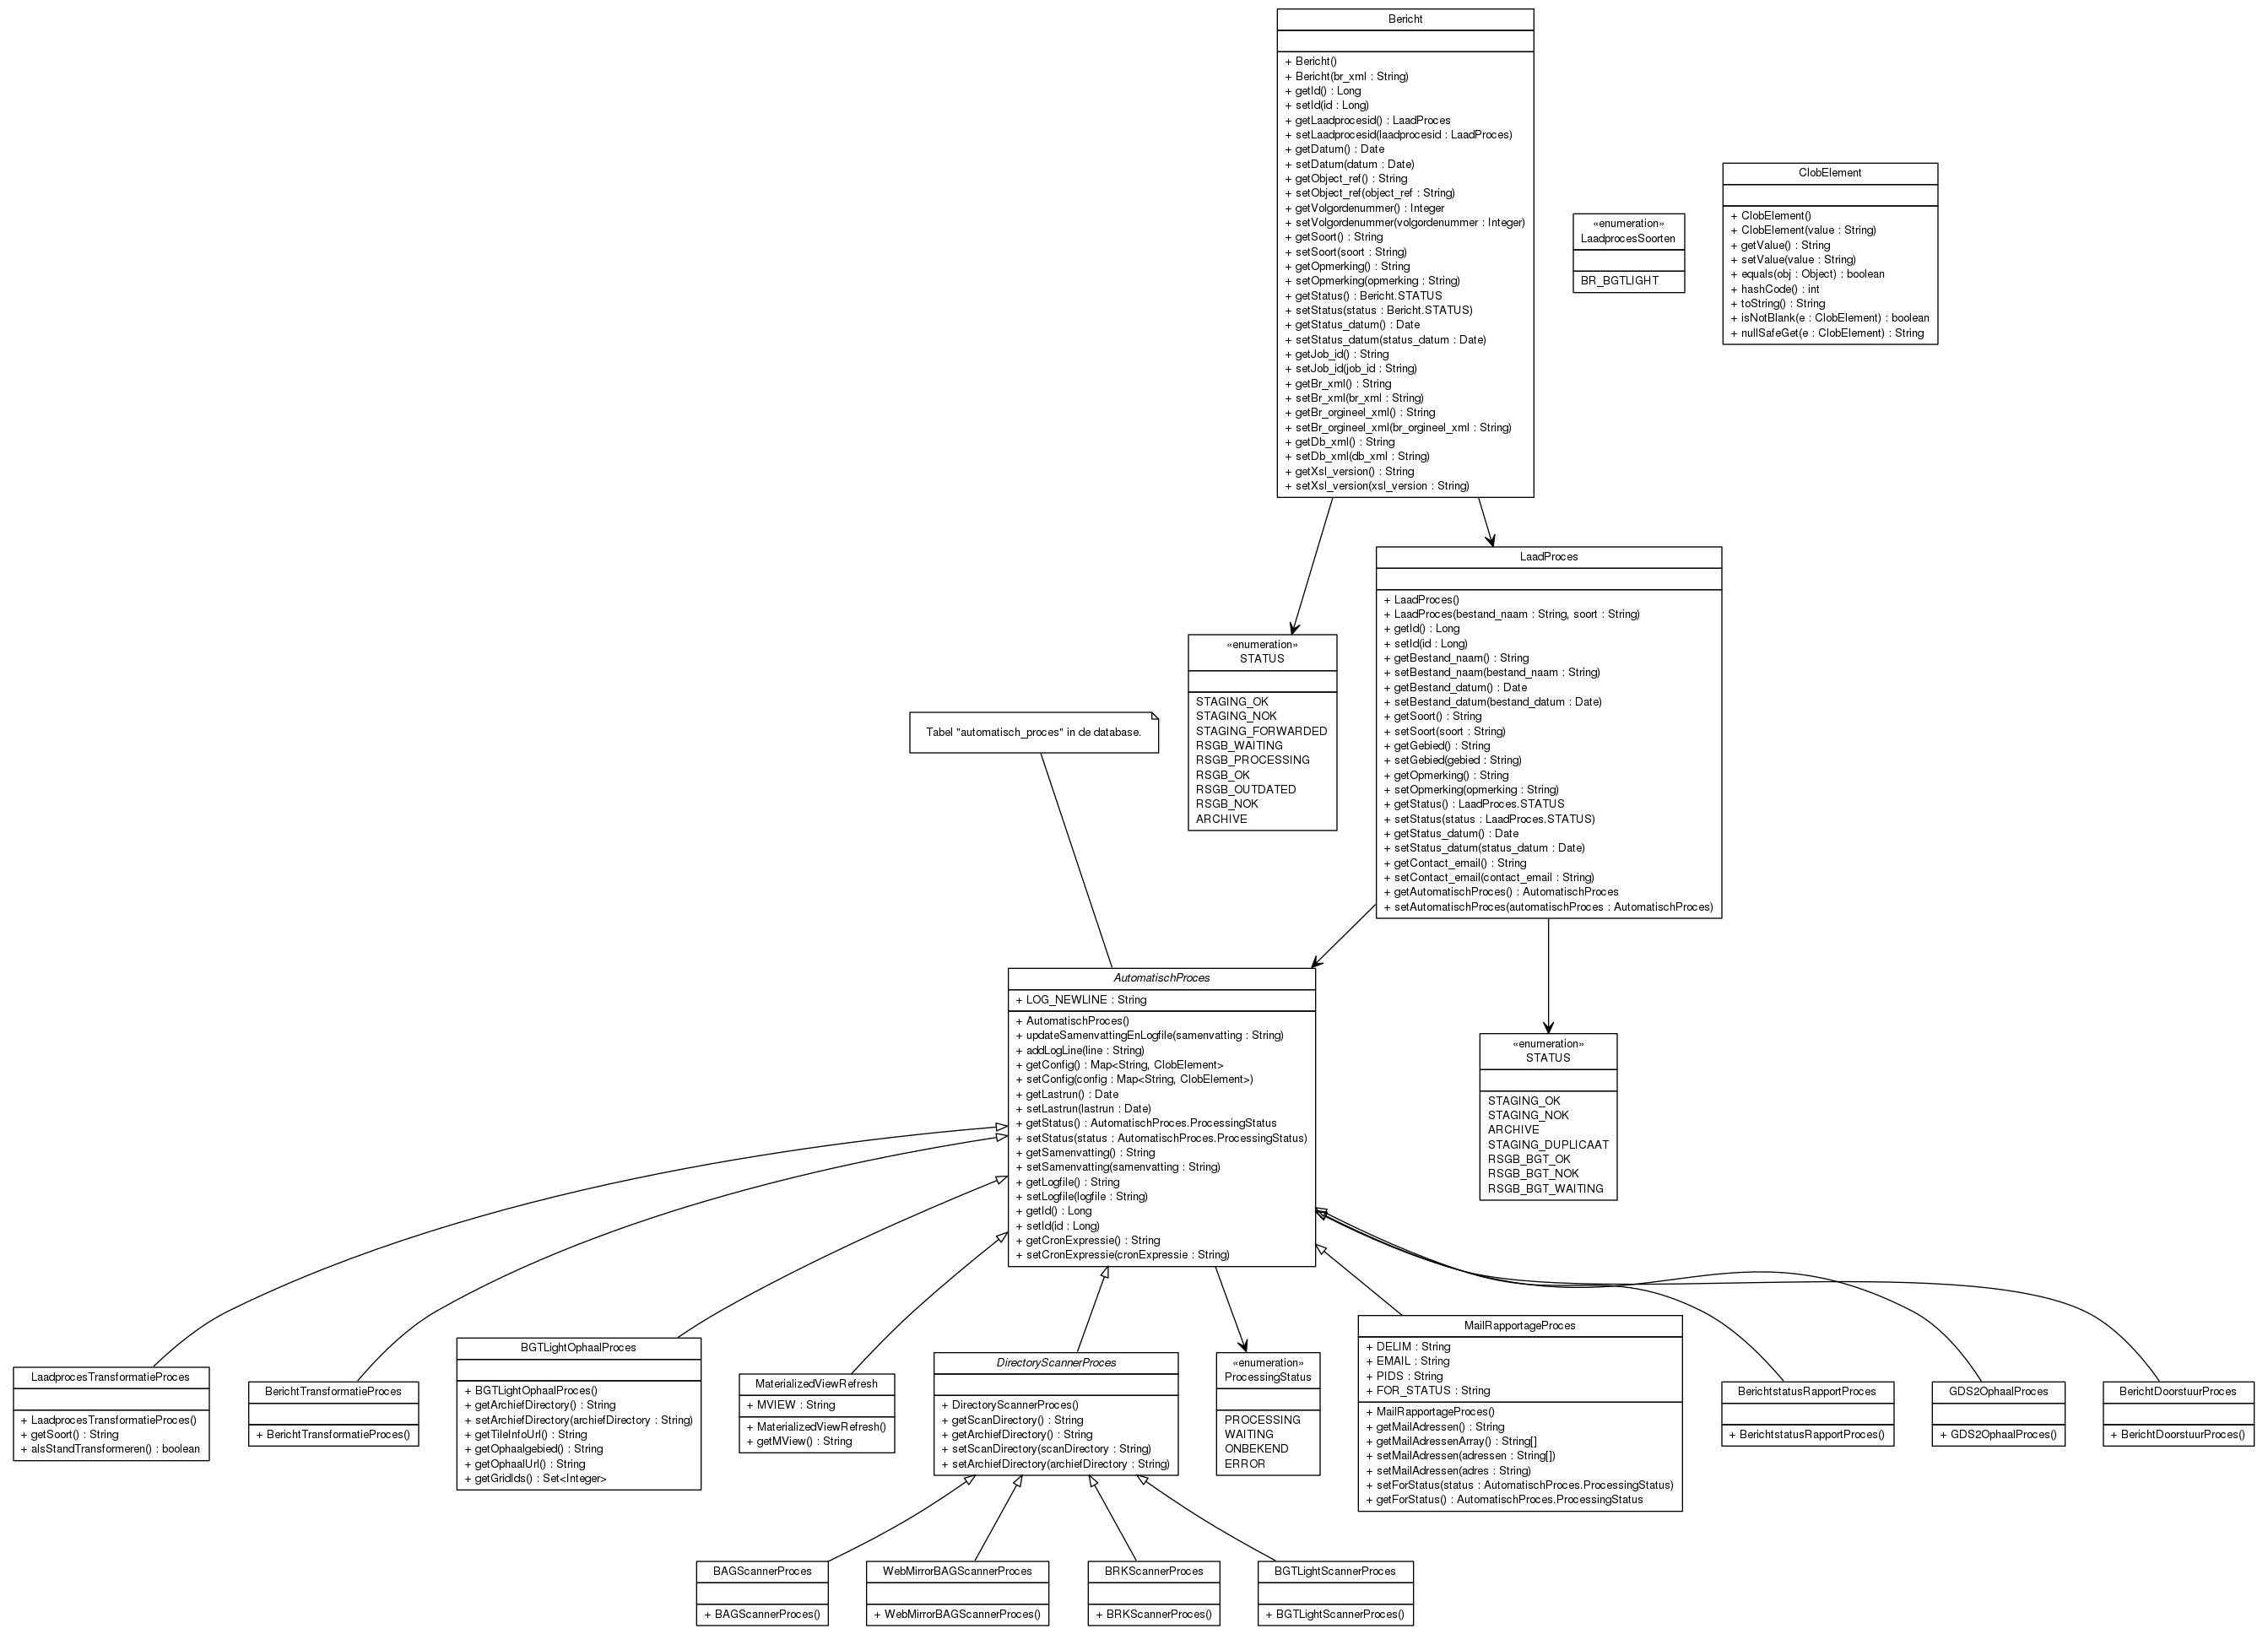 Bericht
+ Bericht()
+ Bericht(br_xml : String)
+ getId() : Long
+ setId(id : Long)
+ getLaadprocesid() : LaadProces
+ setLaadprocesid(laadprocesid : LaadProces)
+ getDatum() : Date
+ setDatum(datum : Date)
+ getObject_ref() : String
+ setObject_ref(object_ref : String)
+ getVolgordenummer() : Integer
+ setVolgordenummer(volgordenummer : Integer)
+ getSoort() : String
+ setSoort(soort : String)
+ getOpmerking() : String
+ setOpmerking(opmerking : String)
+ getStatus() : Bericht.STATUS
+ setStatus(status : Bericht.STATUS)
+ getStatus_datum() : Date
+ setStatus_datum(status_datum : Date)
+ getJob_id() : String
+ setJob_id(job_id : String)
+ getBr_xml() : String
+ setBr_xml(br_xml : String)
+ getBr_orgineel_xml() : String
+ setBr_orgineel_xml(br_orgineel_xml : String)
+ getDb_xml() : String
+ setDb_xml(db_xml : String)
+ getXsl_version() : String
+ setXsl_version(xsl_version : String)
«enumeration»
LaadprocesSoorten
BR_BGTLIGHT
ClobElement
+ ClobElement()
+ ClobElement(value : String)
+ getValue() : String
+ setValue(value : String)
+ equals(obj : Object) : boolean
+ hashCode() : int
+ toString() : String
+ isNotBlank(e : ClobElement) : boolean
+ nullSafeGet(e : ClobElement) : String
LaadProces
+ LaadProces()
+ LaadProces(bestand_naam : String, soort : String)
+ getId() : Long
+ setId(id : Long)
+ getBestand_naam() : String
+ setBestand_naam(bestand_naam : String)
+ getBestand_datum() : Date
+ setBestand_datum(bestand_datum : Date)
+ getSoort() : String
+ setSoort(soort : String)
+ getGebied() : String
+ setGebied(gebied : String)
+ getOpmerking() : String
+ setOpmerking(opmerking : String)
+ getStatus() : LaadProces.STATUS
+ setStatus(status : LaadProces.STATUS)
+ getStatus_datum() : Date
+ setStatus_datum(status_datum : Date)
+ getContact_email() : String
+ setContact_email(contact_email : String)
+ getAutomatischProces() : AutomatischProces
+ setAutomatischProces(automatischProces : AutomatischProces)
«enumeration»
STATUS
STAGING_OK
STAGING_NOK
STAGING_FORWARDED
RSGB_WAITING
RSGB_PROCESSING
RSGB_OK
RSGB_OUTDATED
RSGB_NOK
ARCHIVE
Tabel "automatisch_proces" in de database.
AutomatischProces
+ LOG_NEWLINE : String
+ AutomatischProces()
+ updateSamenvattingEnLogfile(samenvatting : String)
+ addLogLine(line : String)
+ getConfig() : Map<String, ClobElement>
+ setConfig(config : Map<String, ClobElement>)
+ getLastrun() : Date
+ setLastrun(lastrun : Date)
+ getStatus() : AutomatischProces.ProcessingStatus
+ setStatus(status : AutomatischProces.ProcessingStatus)
+ getSamenvatting() : String
+ setSamenvatting(samenvatting : String)
+ getLogfile() : String
+ setLogfile(logfile : String)
+ getId() : Long
+ setId(id : Long)
+ getCronExpressie() : String
+ setCronExpressie(cronExpressie : String)
«enumeration»
STATUS
STAGING_OK
STAGING_NOK
ARCHIVE
STAGING_DUPLICAAT
RSGB_BGT_OK
RSGB_BGT_NOK
RSGB_BGT_WAITING
LaadprocesTransformatieProces
+ LaadprocesTransformatieProces()
+ getSoort() : String
+ alsStandTransformeren() : boolean
BerichtTransformatieProces
+ BerichtTransformatieProces()
BGTLightOphaalProces
+ BGTLightOphaalProces()
+ getArchiefDirectory() : String
+ setArchiefDirectory(archiefDirectory : String)
+ getTileInfoUrl() : String
+ getOphaalgebied() : String
+ getOphaalUrl() : String
+ getGridIds() : Set<Integer>
MaterializedViewRefresh
+ MVIEW : String
+ MaterializedViewRefresh()
+ getMView() : String
DirectoryScannerProces
+ DirectoryScannerProces()
+ getScanDirectory() : String
+ getArchiefDirectory() : String
+ setScanDirectory(scanDirectory : String)
+ setArchiefDirectory(archiefDirectory : String)
«enumeration»
ProcessingStatus
PROCESSING
WAITING
ONBEKEND
ERROR
MailRapportageProces
+ DELIM : String
+ EMAIL : String
+ PIDS : String
+ FOR_STATUS : String
+ MailRapportageProces()
+ getMailAdressen() : String
+ getMailAdressenArray() : String[]
+ setMailAdressen(adressen : String[])
+ setMailAdressen(adres : String)
+ setForStatus(status : AutomatischProces.ProcessingStatus)
+ getForStatus() : AutomatischProces.ProcessingStatus
BerichtstatusRapportProces
+ BerichtstatusRapportProces()
GDS2OphaalProces
+ GDS2OphaalProces()
BerichtDoorstuurProces
+ BerichtDoorstuurProces()
BAGScannerProces
+ BAGScannerProces()
WebMirrorBAGScannerProces
+ WebMirrorBAGScannerProces()
BRKScannerProces
+ BRKScannerProces()
BGTLightScannerProces
+ BGTLightScannerProces()